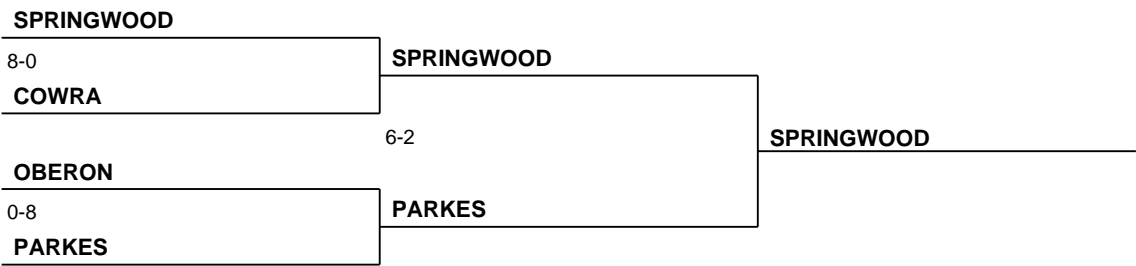 SPRINGWOOD
8-0
SPRINGWOOD
COWRA
6-2
SPRINGWOOD
OBERON
0-8
PARKES
PARKES